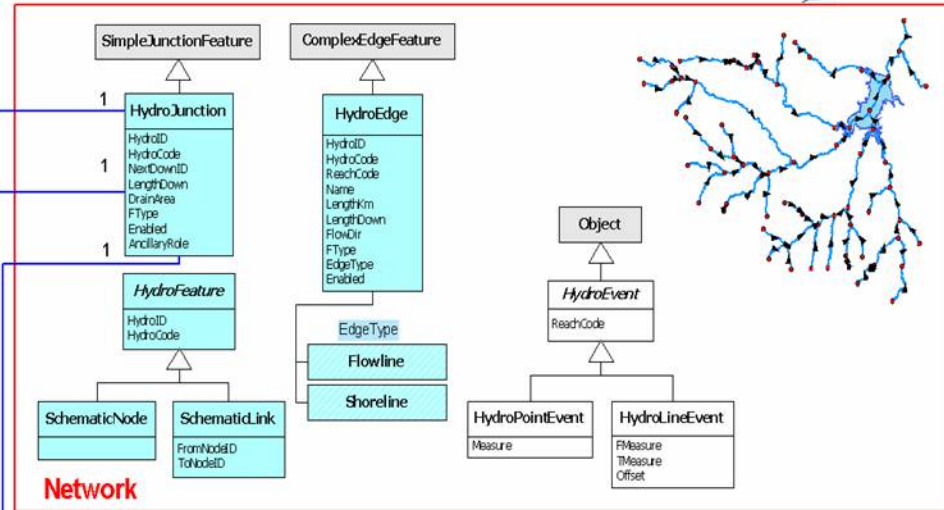 SimpleJunctionFeature
ComplexEdgeFeature
1
HydroJunction
HydroID
HydroCode
NextDownID
LengthDown
DrainArea
FType
Enabled
AncillaryRole
1
1
HydroEdge
HydroID
HydroCode
ReachCode
Name
LengthKm
LengthDown
FlowDir
FType
EdgeType
Enabled
Object
HydroEvent
ReachCode
HydroFeature
HydroID
HydroCode
EdgeType
Flowline
Shoreline
SchematicNode
SchematicLink
FromNodeID
ToNodeID
HydroPointEvent
Measure
HydroLineEvent
FMeasure
TMeasure
Offset
Network